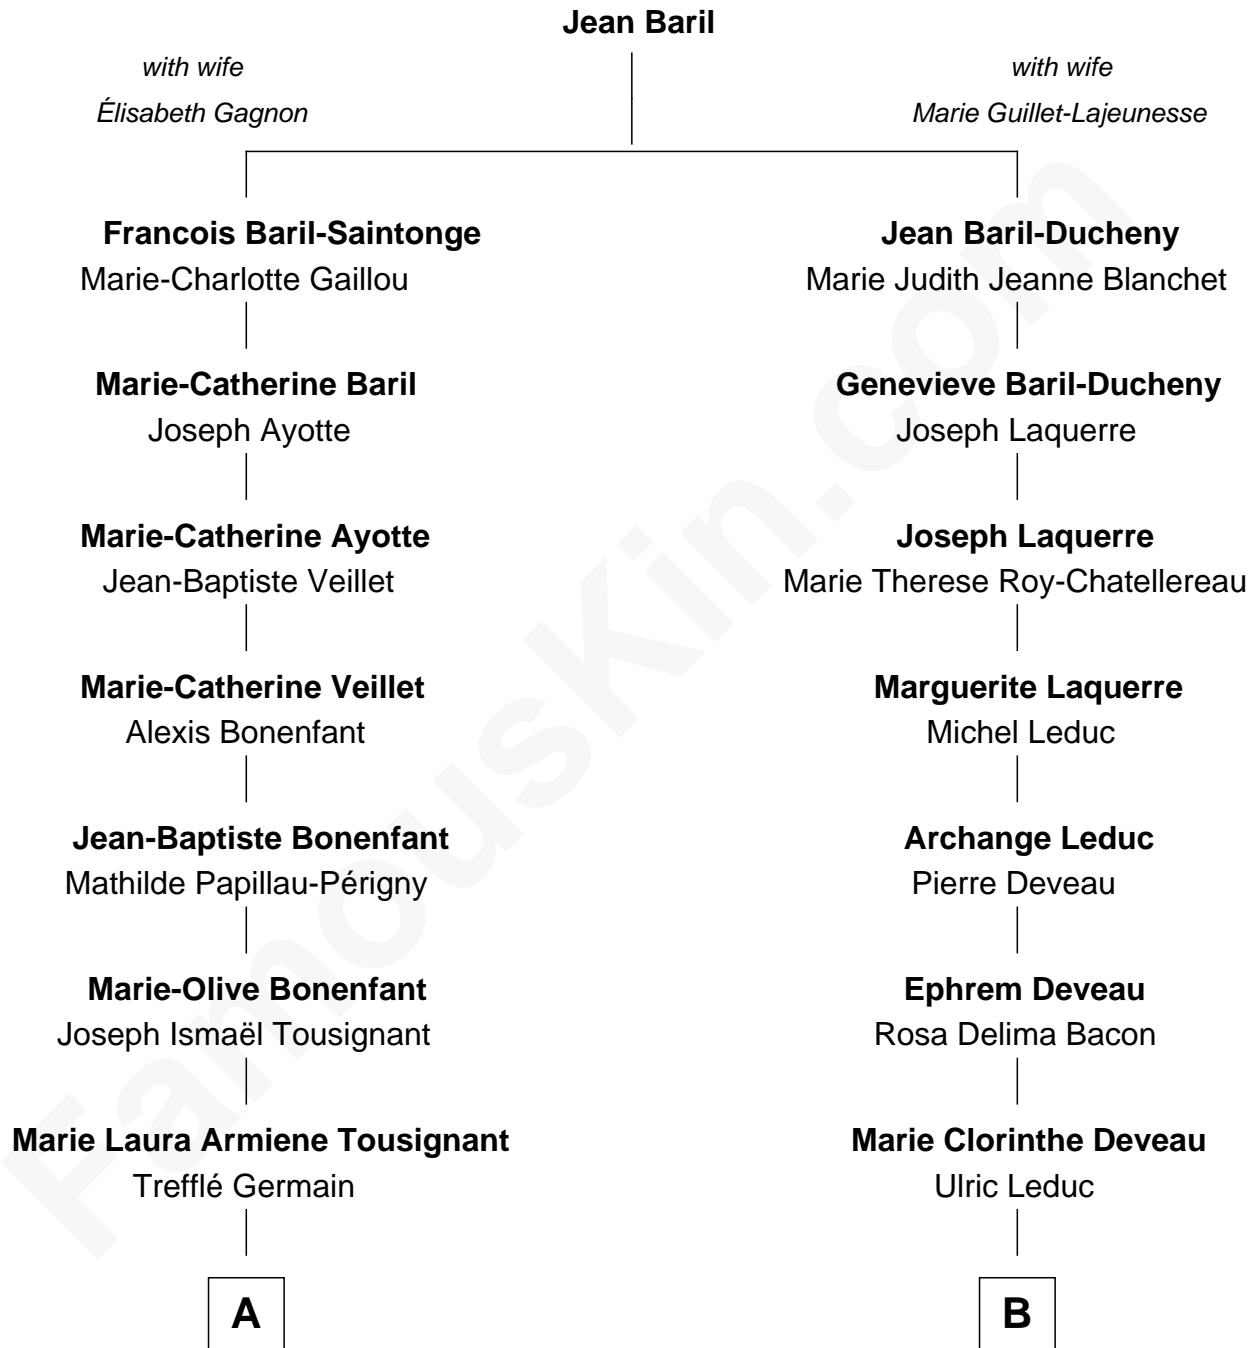 Jean Baril
with wife
Élisabeth Gagnon
with wife
Marie Guillet-Lajeunesse
Francois Baril-Saintonge
Marie-Charlotte Gaillou
Jean Baril-Ducheny
Marie Judith Jeanne Blanchet
Marie-Catherine Baril
Joseph Ayotte
Genevieve Baril-Ducheny
Joseph Laquerre
Marie-Catherine Ayotte
Jean-Baptiste Veillet
Joseph Laquerre
Marie Therese Roy-Chatellereau
Marie-Catherine Veillet
Alexis Bonenfant
Marguerite Laquerre
Michel Leduc
Jean-Baptiste Bonenfant
Mathilde Papillau-Périgny
Archange Leduc
Pierre Deveau
Marie-Olive Bonenfant
Joseph Ismaël Tousignant
Ephrem Deveau
Rosa Delima Bacon
Marie Laura Armiene Tousignant
Trefflé Germain
Marie Clorinthe Deveau
Ulric Leduc
A
B
FamousKin.com